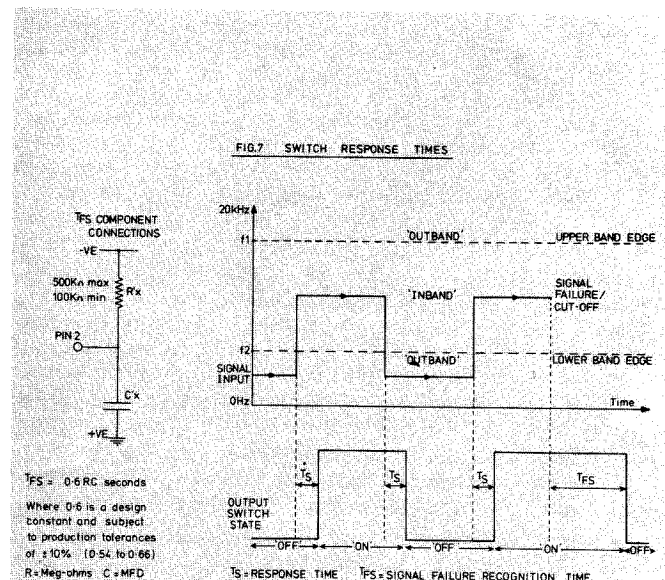 FIG.7 SWITCH RESPONSE TIMES
TFS COMPONENT
CONNECTIONS
-VE
500KΩ max
100KΩ min
R'x
PIN 2
C'x
+VE
TFS = 0·6 RC seconds
Where 0·6 is a design
constant and subject
to production tolerances
of ±10% (0·54 to 0·66)
R=Meg-ohms C=MFD
20kHz
f1
'OUTBAND'
UPPER BAND EDGE
'INBAND'
SIGNAL
FAILURE/
CUT-OFF
f2
'OUTBAND'
LOWER BAND EDGE
SIGNAL
INPUT
0Hz
Time
TS
TS
TS
TFS
OUTPUT
SWITCH
STATE
'OFF'
'ON'
'OFF'
'ON'
'OFF'
TS=RESPONSE TIME TFS=SIGNAL FAILURE RECOGNITION TIME